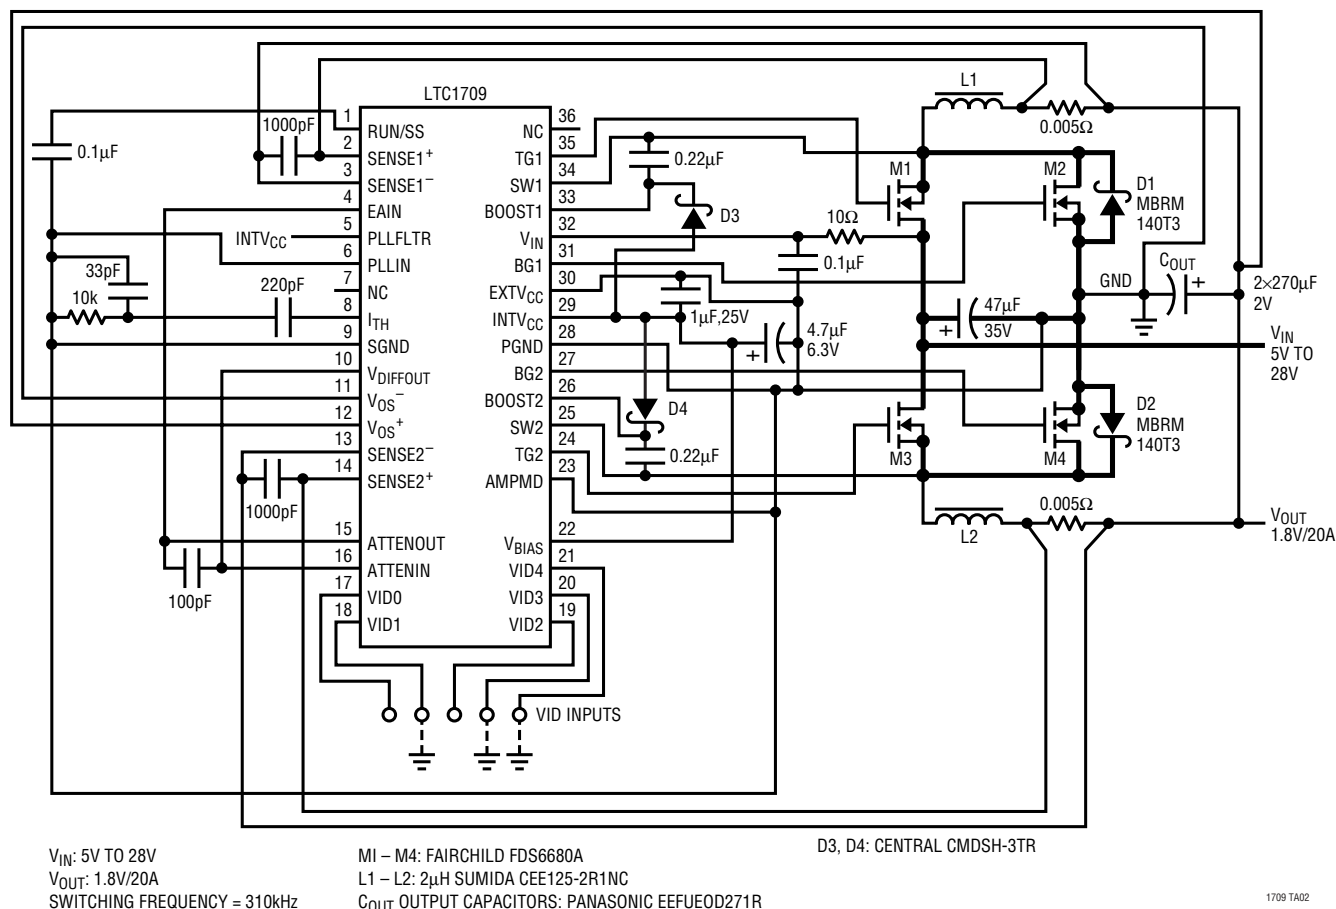 LTC1709
1
RUN/SS
2
SENSE1+
3
SENSE1−
4
EAIN
5
PLLFLTR
6
PLLIN
7
NC
8
ITH
9
SGND
10
VDIFFOUT
11
VOS−
12
VOS+
13
SENSE2−
14
SENSE2+
15
ATTENOUT
16
ATTENIN
17
VID0
18
VID1
36
NC
35
TG1
34
SW1
33
BOOST1
32
VIN
31
BG1
30
EXTVCC
29
INTVCC
28
PGND
27
BG2
26
BOOST2
25
SW2
24
TG2
23
AMPMD
22
VBIAS
21
VID4
20
VID3
19
VID2
0.1µF
1000pF
INTVCC
33pF
10k
220pF
1000pF
100pF
0.22µF
D3
10Ω
0.1µF
1µF,25V
4.7µF
6.3V
D4
0.22µF
L1
0.005Ω
M1
M2
D1
MBRM
140T3
GND
COUT
2×270µF
2V
47µF
35V
VIN
5V TO
28V
M3
M4
D2
MBRM
140T3
L2
0.005Ω
VOUT
1.8V/20A
VID INPUTS
+
+
+
VIN: 5V TO 28V
VOUT: 1.8V/20A
SWITCHING FREQUENCY = 310kHz
MI – M4: FAIRCHILD FDS6680A
L1 – L2: 2µH SUMIDA CEE125-2R1NC
COUT OUTPUT CAPACITORS: PANASONIC EEFUEOD271R
D3, D4: CENTRAL CMDSH-3TR
1709 TA02